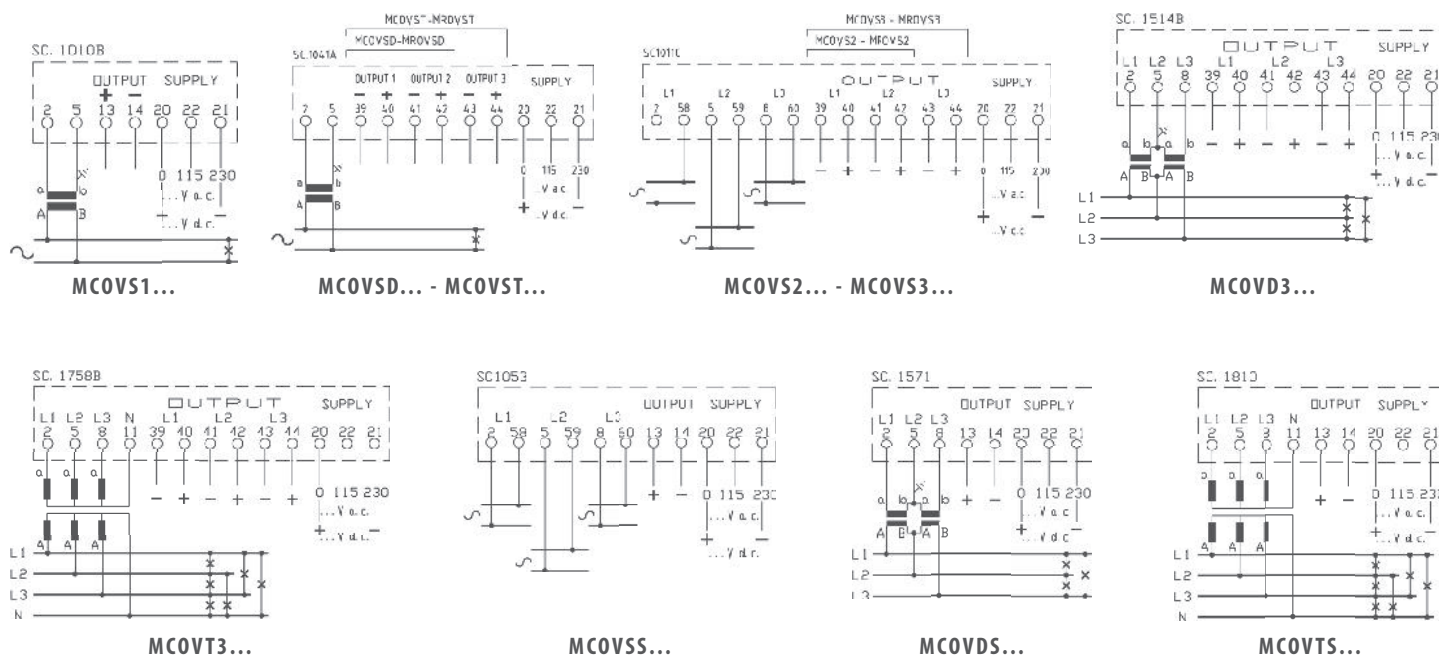 SC. 1010B
OUTPUT SUPPLY
+ −
2 5 13 14 20 22 21
a b
0 115 230
...V a.c.
A B
+ −
...V d.c.
MCOVS1...
MCOVST-MROVST
MCOVSD-MROVSD
SC.1041A
OUTPUT 1 OUTPUT 2 OUTPUT 3 SUPPLY
− + − + − +
2 5 39 40 41 42 43 44 20 22 21
a b
0 115 230
...V a.c.
A B
+ −
...V d.c.
MCOVSD... - MCOVST...
MCOVS3 - MROVS3
MCOVS2 - MROVS2
SC1011C
OUTPUT SUPPLY
L1 L2 L3 L1 L2 L3
2 58 5 59 8 60 39 40 41 42 43 44 20 22 21
− + − + − +
0 115 230
...V a.c.
+ −
MCOVS2... - MCOVS3...
SC. 1514B
OUTPUT SUPPLY
L1 L2 L3 L1 L2 L3
2 5 8 39 40 41 42 43 44 20 22 21
a b a b
− + − + − +
0 115 230
...V a.c.
A B A B
+ −
...V d.c.
L1
L2
L3
MCOVD3...
SC. 1758B
OUTPUT SUPPLY
L1 L2 L3 N L1 L2 L3
2 5 8 11 39 40 41 42 43 44 20 22 21
a a a
− + − + − +
0 115 230
...V a.c.
+ −
...V d.c.
A A A
L1
L2
L3
N
MCOVT3...
SC1053
OUTPUT SUPPLY
L1 L2 L3
2 58 5 59 8 60 13 14 20 22 21
+ −
0 115 230
...V a.c.
+ −
...V d.c.
MCOVSS...
SC. 1571
OUTPUT SUPPLY
L1 L2 L3
2 5 8 13 14 20 22 21
a b a b
+ −
0 115 230
...V a.c.
A B A B
+ −
...V d.c.
L1
L2
L3
MCOVDS...
SC. 1810
OUTPUT SUPPLY
L1 L2 L3 N
2 5 8 11 13 14 20 22 21
a a a
+ −
0 115 230
...V a.c.
+ −
...V d.c.
A A A
L1
L2
L3
N
MCOVTS...